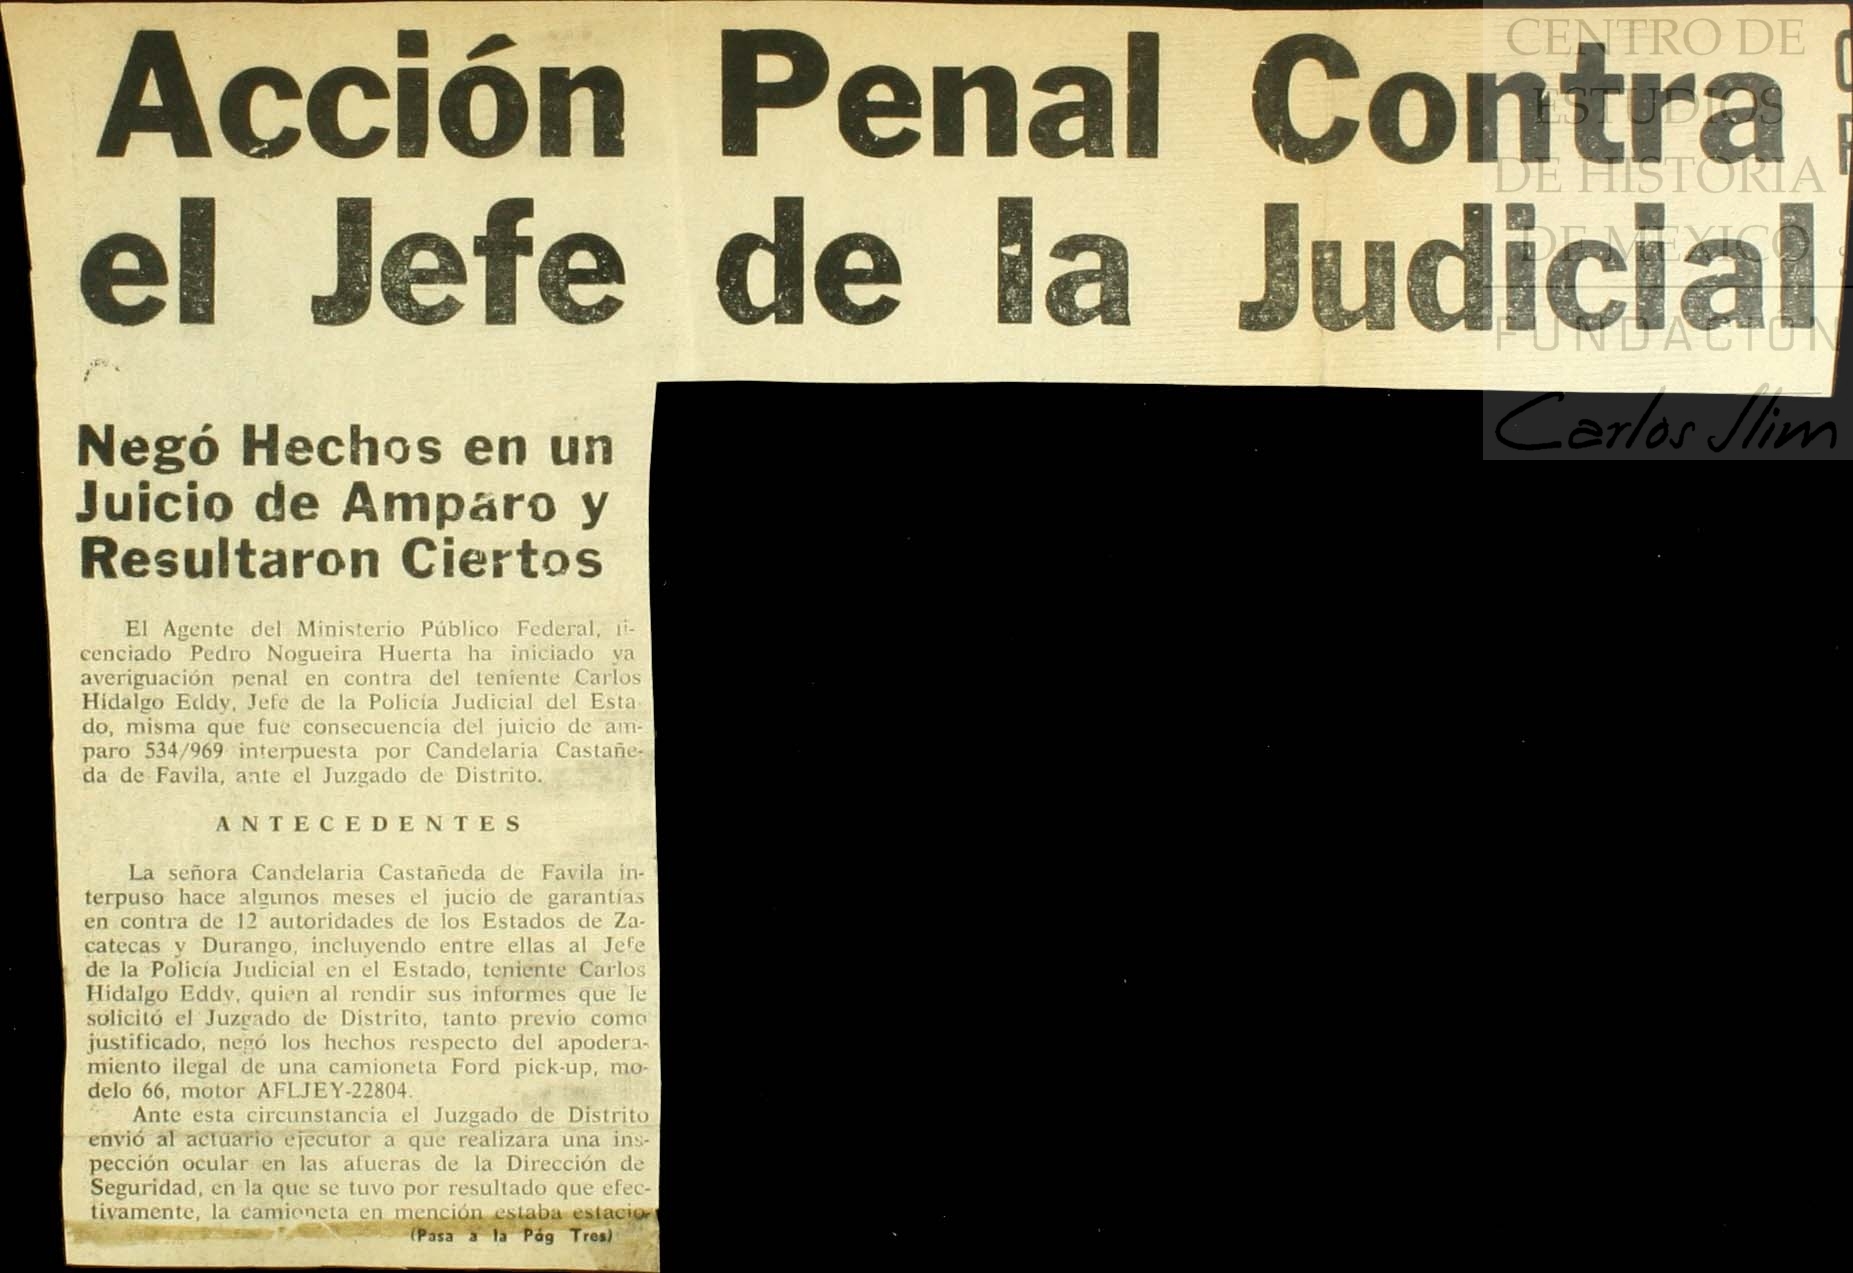 Acción Penal Contra
el Jefe de la Judicial
CENTRO DE
ESTUDIOS
DE HISTORIA
DE MEXICO
FUNDACION
Carlos Slim
Negó Hechos en un
Juicio de Amparo y
Resultaron Ciertos
El Agente del Ministerio Público Federal, li-
cenciado Pedro Nogueira Huerta ha iniciado ya
averiguación penal en contra del teniente Carlos
Hidalgo Eddy, Jefe de la Policía Judicial del Esta
do, misma que fue consecuencia del juicio de am-
paro 534/969 interpuesta por Candelaria Castañe-
da de Favila, ante el Juzgado de Distrito.
ANTECEDENTES
La señora Candelaria Castañeda de Favila in-
terpuso hace algunos meses el jucio de garantías
en contra de 12 autoridades de los Estados de Za-
catecas y Durango, incluyendo entre ellas al Jefe
de la Policía Judicial en el Estado, teniente Carlos
Hidalgo Eddy, quien al rendir sus informes que le
solicitó el Juzgado de Distrito, tanto previo como
justificado, negó los hechos respecto del apodera-
miento ilegal de una camioneta Ford pick-up, mo-
delo 66, motor AFLJEY-22804.
Ante esta circunstancia el Juzgado de Distrito
envió al actuario ejecutor a que realizara una ins-
pección ocular en las afueras de la Dirección de
Seguridad, en la que se tuvo por resultado que efec-
tivamente, la camioneta en mención estaba estacio-
(Pasa a la Pág Tres)